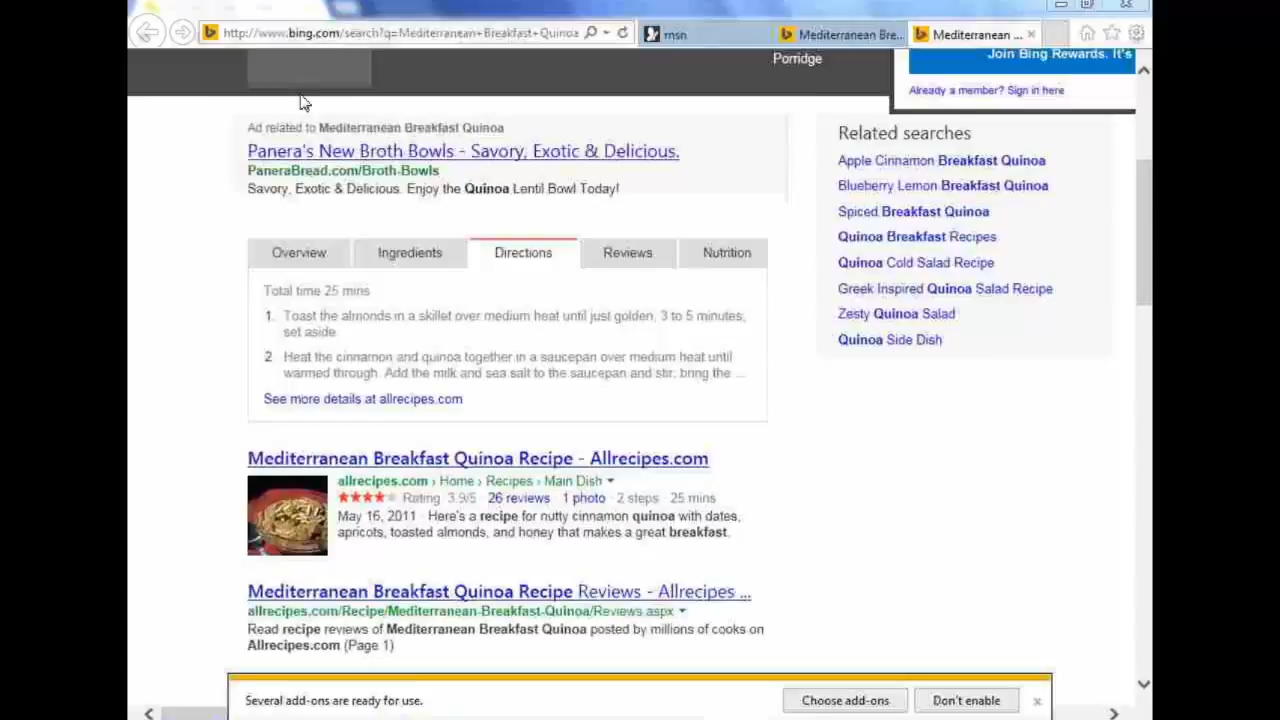 http://www.bing.com/search?q=Mediterranean+Breakfast+Quinoa
msn
Mediterranean Bre...
Mediterranean ...
Porridge
Join Bing Rewards. It's
Already a member? Sign in here
Ad related to Mediterranean Breakfast Quinoa
Panera's New Broth Bowls - Savory, Exotic & Delicious.
PaneraBread.com/Broth-Bowls
Savory, Exotic & Delicious. Enjoy the Quinoa Lentil Bowl Today!
Related searches
Apple Cinnamon Breakfast Quinoa
Blueberry Lemon Breakfast Quinoa
Spiced Breakfast Quinoa
Quinoa Breakfast Recipes
Quinoa Cold Salad Recipe
Greek Inspired Quinoa Salad Recipe
Zesty Quinoa Salad
Quinoa Side Dish
Overview
Ingredients
Directions
Reviews
Nutrition
Total time 25 mins
1. Toast the almonds in a skillet over medium heat until just golden, 3 to 5 minutes,
set aside.
2 Heat the cinnamon and quinoa together in a saucepan over medium heat until
warmed through. Add the milk and sea salt to the saucepan and stir; bring the ...
See more details at allrecipes.com
Mediterranean Breakfast Quinoa Recipe - Allrecipes.com
allrecipes.com › Home › Recipes › Main Dish
Rating 3.9/5 · 26 reviews · 1 photo · 2 steps · 25 mins
May 16, 2011 · Here's a recipe for nutty cinnamon quinoa with dates,
apricots, toasted almonds, and honey that makes a great breakfast.
Mediterranean Breakfast Quinoa Recipe Reviews - Allrecipes ...
allrecipes.com/Recipe/Mediterranean-Breakfast-Quinoa/Reviews.aspx
Read recipe reviews of Mediterranean Breakfast Quinoa posted by millions of cooks on
Allrecipes.com (Page 1)
Several add-ons are ready for use.
Choose add-ons
Don't enable